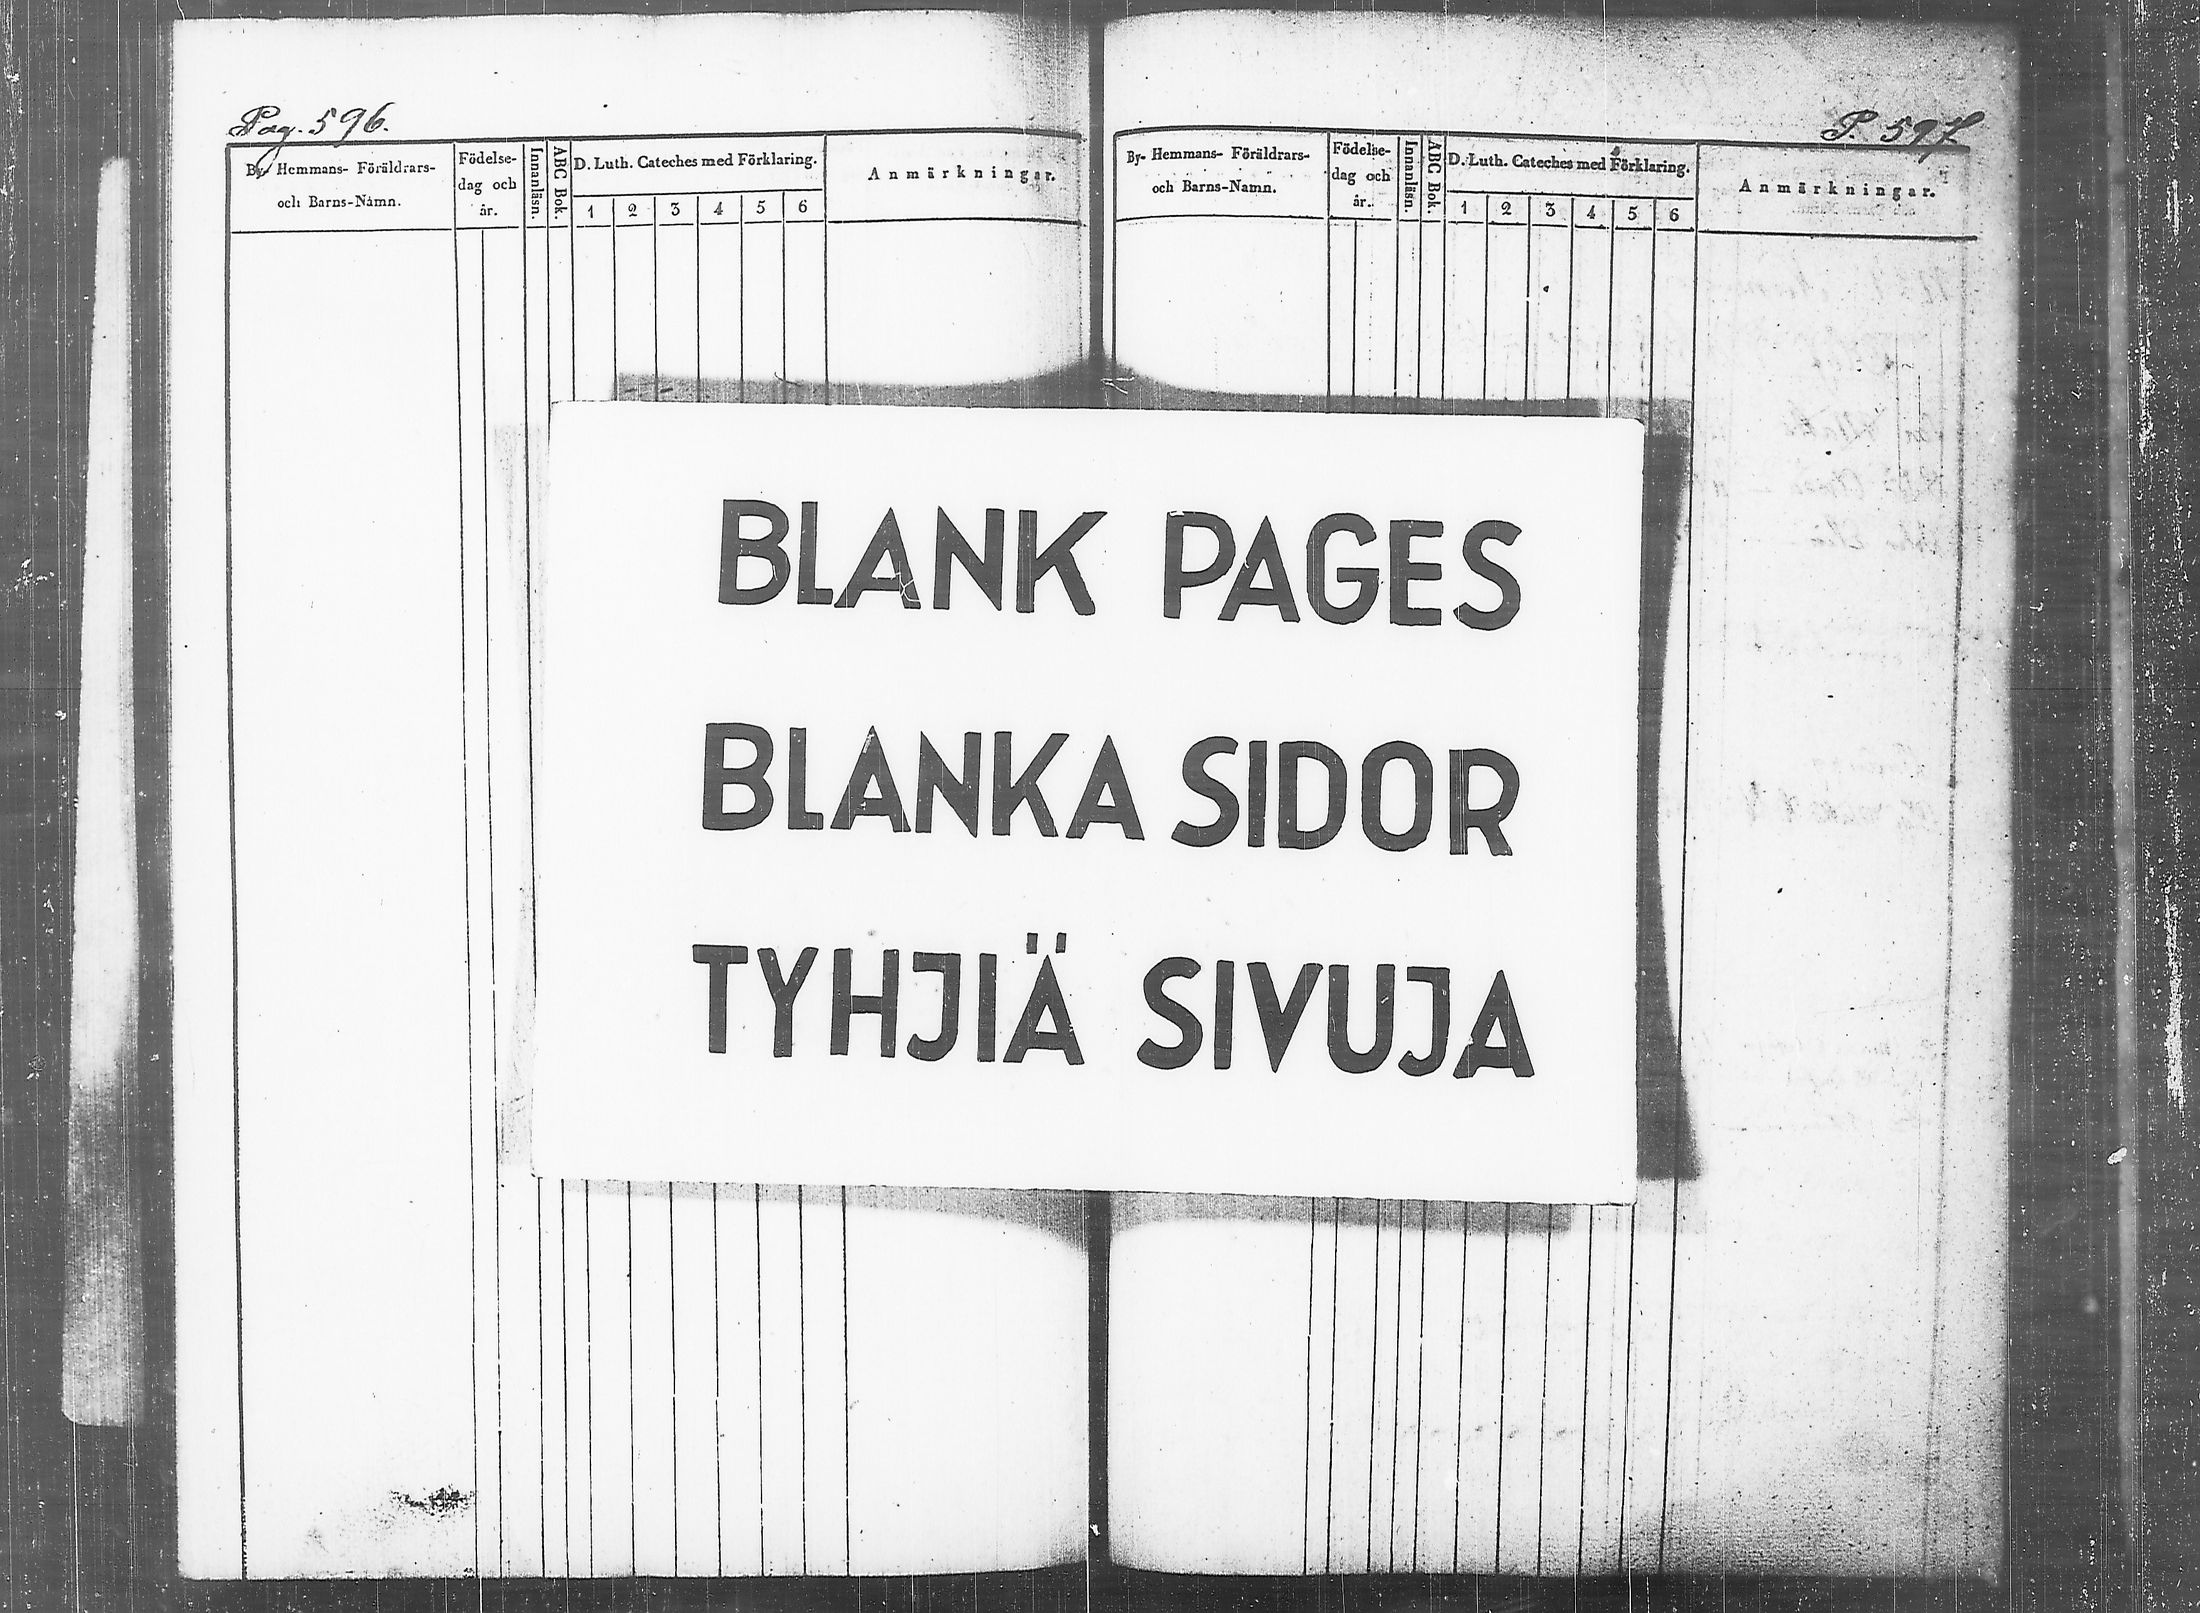 Pag. 596.
By- Hemmans- Föräldrars-
och Barns-Namn.
Födelse-
dag och
år.
Innanläsn.
ABC Bok.
D. Luth. Cateches med Förklaring.
1 2 3 4 5 6
Anmärkningar.
P. 597.
By- Hemmans- Föräldrars-
och Barns-Namn.
Födelse-
dag och
år.
Innanläsn.
ABC Bok.
D. Luth. Cateches med Förklaring.
1 2 3 4 5 6
Anmärkningar.
BLANK PAGES
BLANKA SIDOR
TYHJIÄ SIVUJA